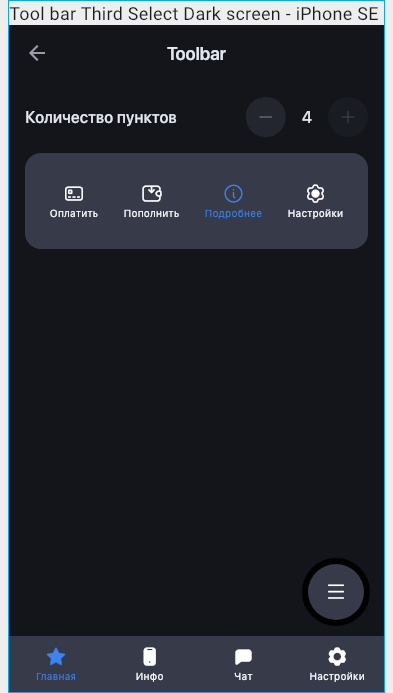 Tool bar Third Select Dark screen - iPhone SE
Toolbar
Количество пунктов 4
Оплатить Пополнить Подробнее Настройки
Главная Инфо Чат Настройки